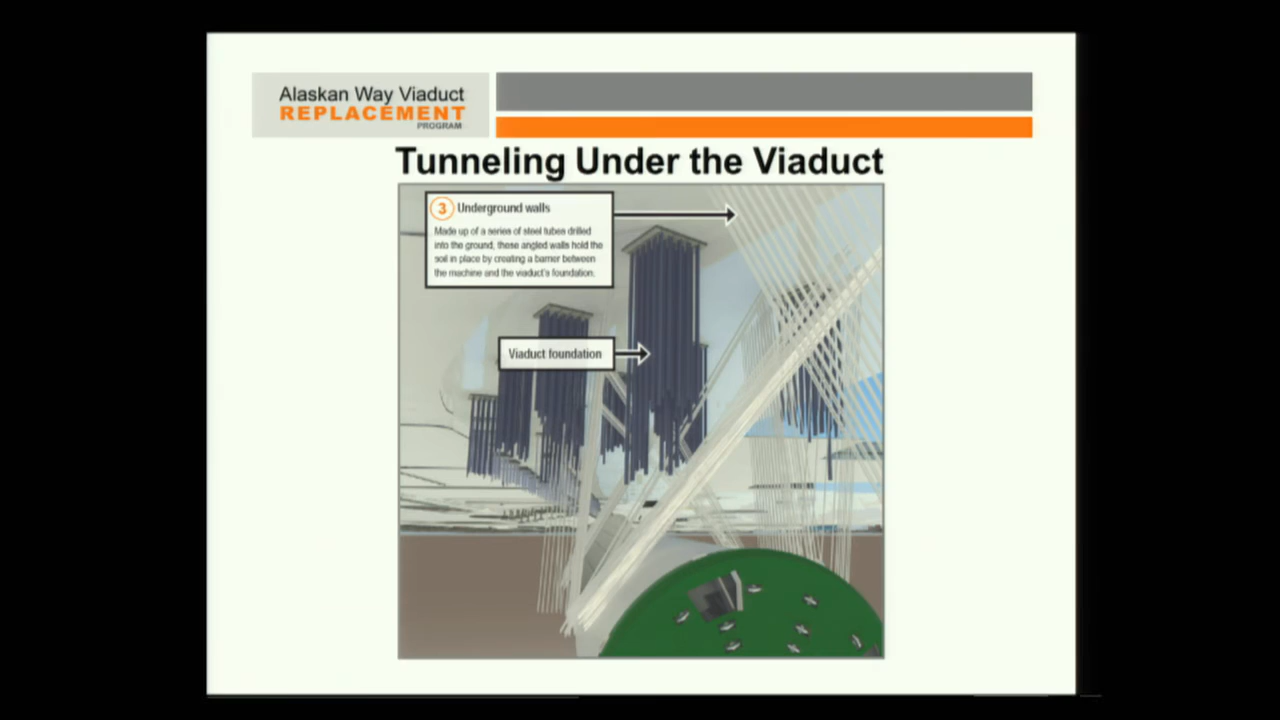 Alaskan Way Viaduct
REPLACEMENT
PROGRAM
Tunneling Under the Viaduct
3 Underground walls
Made up of a series of steel tubes drilled
into the ground, these angled walls hold the
soil in place by creating a barrier between
the machine and the viaduct's foundation.
Viaduct foundation